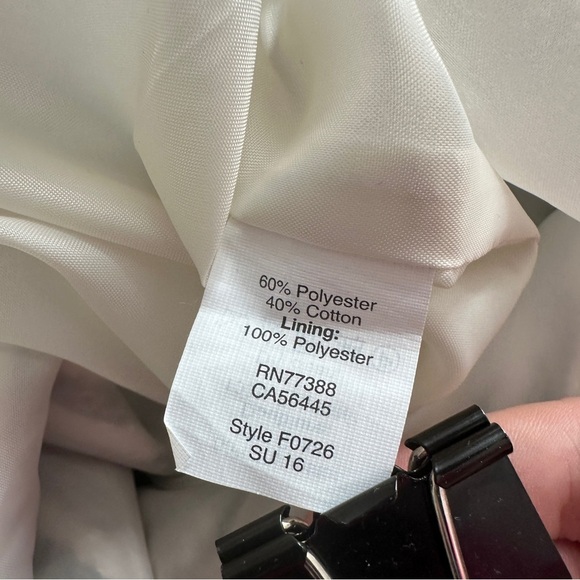 60% Polyester
40% Cotton
Lining:
100% Polyester
RN77388
CA56445
Style F0726
SU 16